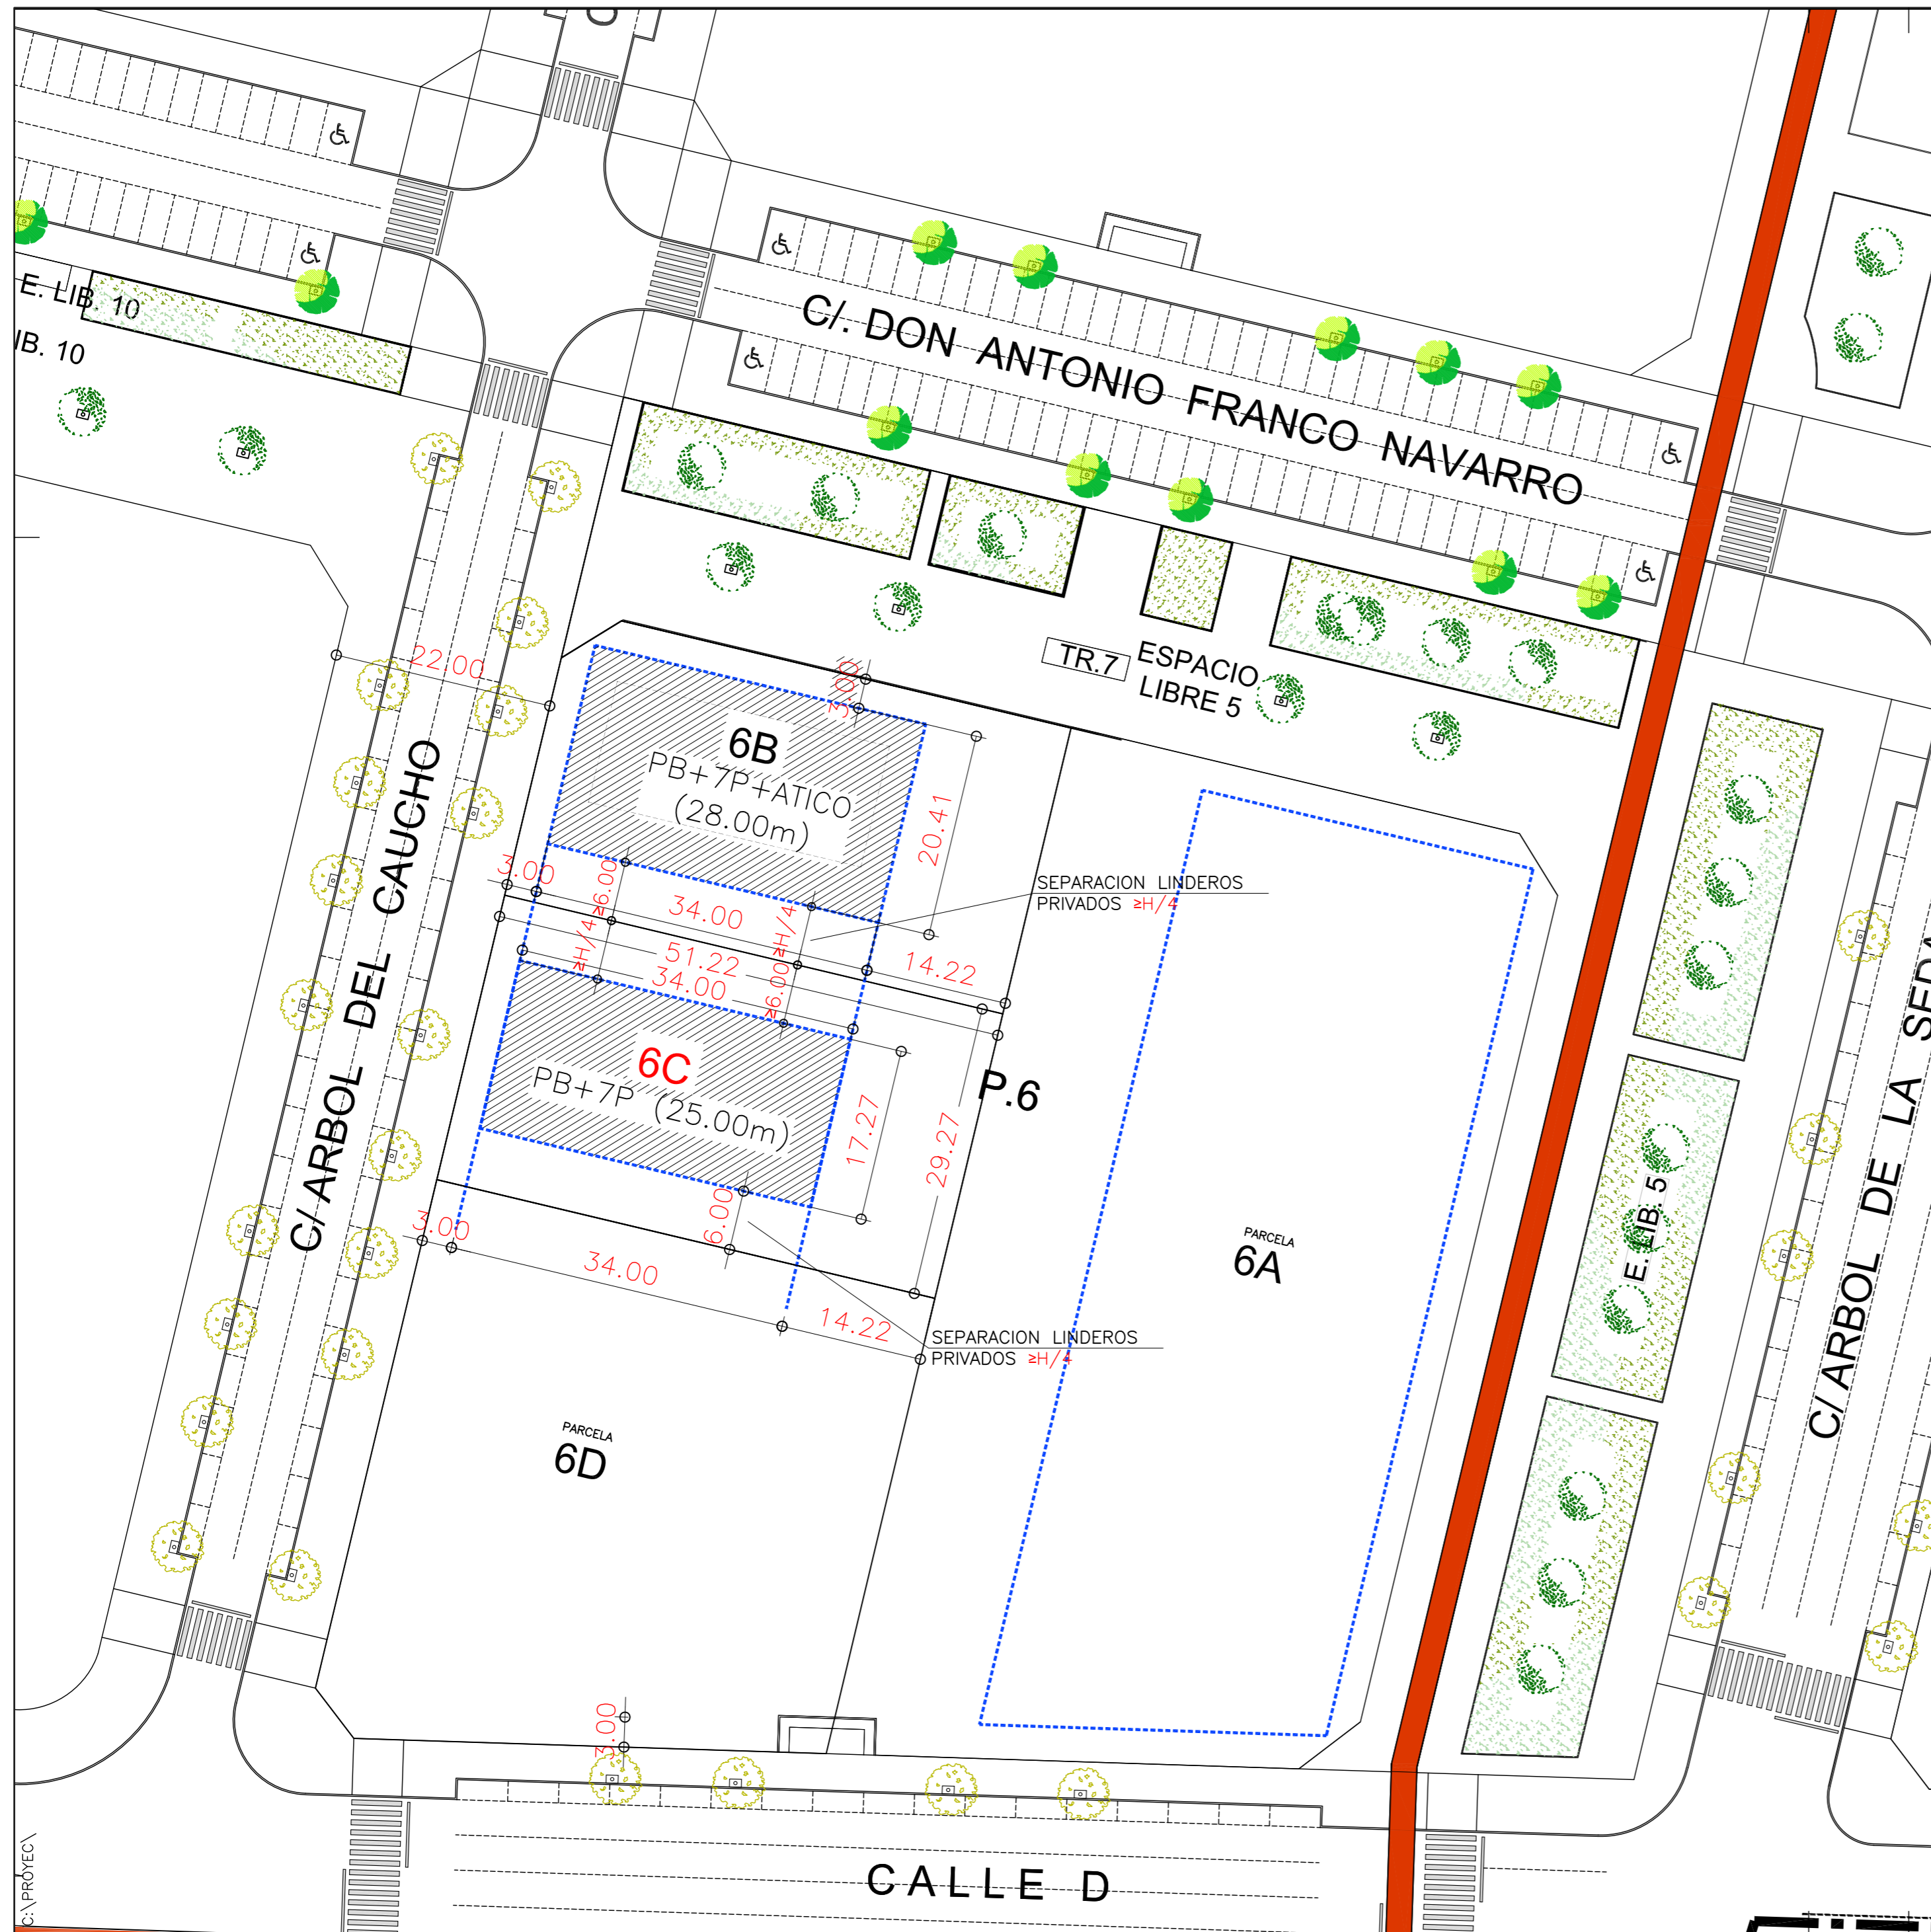 E. LIB. 10
IB. 10
C/. DON ANTONIO FRANCO NAVARRO
TR.7
ESPACIO
LIBRE 5
22.00
3.00
6B
PB+7P+ATICO
(28.00m)
20.41
3.00
≥6.00
≥H/4
34.00
≥H/4
≥6.00
SEPARACION LINDEROS
PRIVADOS ≥H/4
51.22
34.00
14.22
6C
PB+7P (25.00m)
17.27
29.27
P.6
C/ ARBOL DEL CAUCHO
3.00
34.00
6.00
14.22
SEPARACION LINDEROS
PRIVADOS ≥H/4
PARCELA
6A
PARCELA
6D
E. LIB. 5
C/ ARBOL DE LA SEDA
3.00
CALLE D
C:\PROYEC\